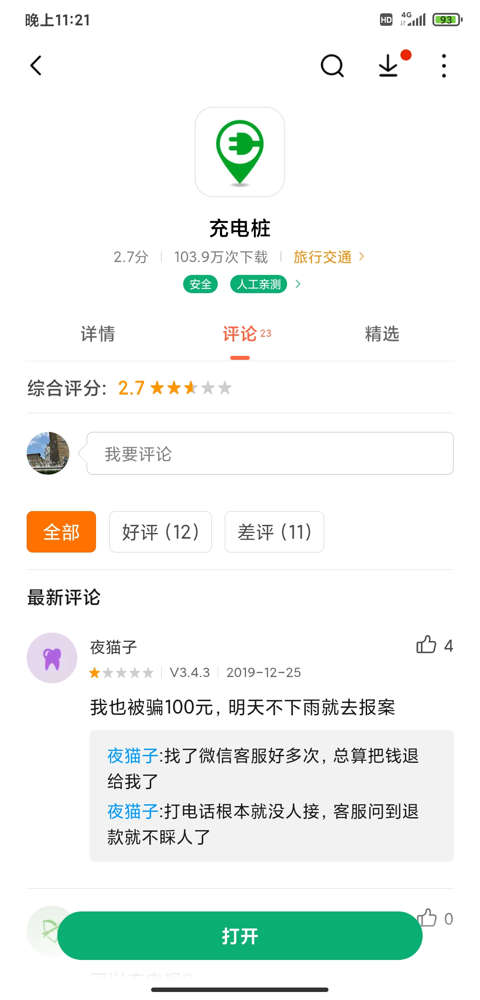 晚上11:21
HD 4G 93
充电桩
2.7分 103.9万次下载 旅行交通
安全 人工亲测
详情 评论 23 精选
综合评分: 2.7
我要评论
全部 好评 (12) 差评 (11)
最新评论
夜猫子 4
V3.4.3 2019-12-25
我也被骗100元, 明天不下雨就去报案
夜猫子:找了微信客服好多次, 总算把钱退
给我了
夜猫子:打电话根本就没人接, 客服问到退
款就不睬人了
0
打开
可以充电吗?